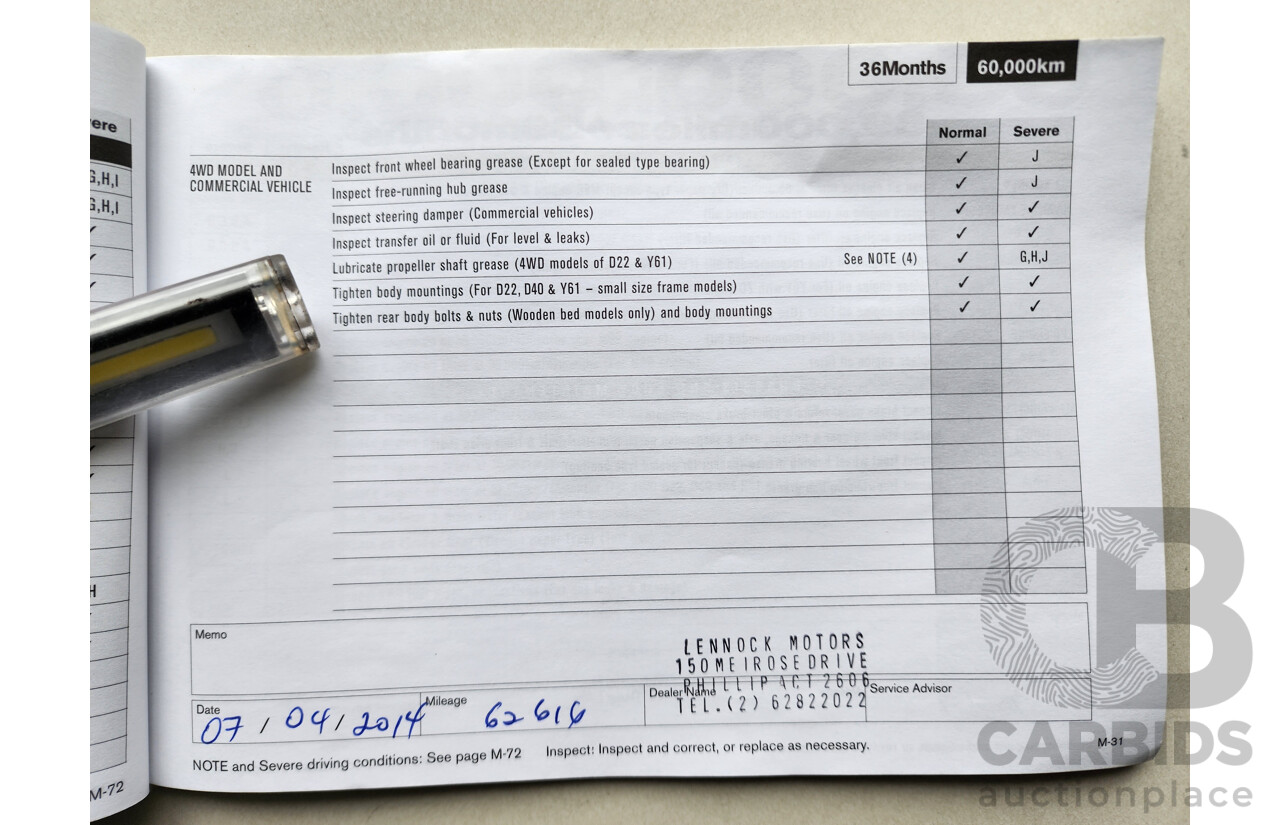 36Months 60,000km
Normal Severe
4WD MODEL AND
COMMERCIAL VEHICLE
Inspect front wheel bearing grease (Except for sealed type bearing) ✓ J
Inspect free-running hub grease ✓ J
Inspect steering damper (Commercial vehicles) ✓ ✓
Inspect transfer oil or fluid (For level & leaks) ✓ ✓
Lubricate propeller shaft grease (4WD models of D22 & Y61) See NOTE (4) ✓ G,H,J
Tighten body mountings (For D22, D40 & Y61 – small size frame models) ✓ ✓
Tighten rear body bolts & nuts (Wooden bed models only) and body mountings ✓ ✓
Memo
LENNOCK MOTORS
150 MELROSE DRIVE
PHILLIP ACT 2606
TEL.(2) 62822022
Date 07 / 04 / 2014
Mileage 62616
Dealer Name
Service Advisor
NOTE and Severe driving conditions: See page M-72 Inspect: Inspect and correct, or replace as necessary.
M-31
ere
G,H,I
G,H,I
H
M-72
CB
CARBIDS
auctionplace